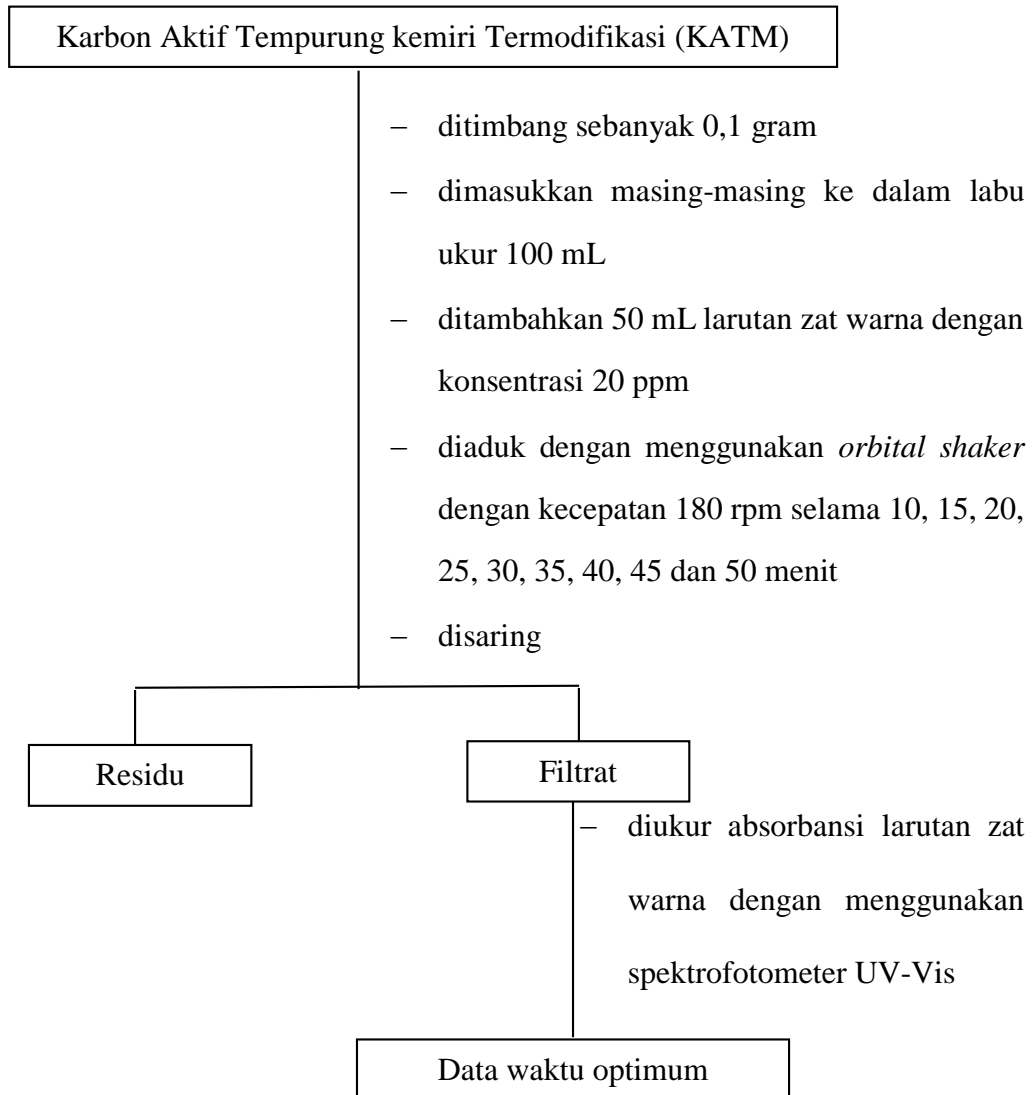 Karbon Aktif Tempurung kemiri Termodifikasi (KATM)
– ditimbang sebanyak 0,1 gram
– dimasukkan masing-masing ke dalam labu
ukur 100 mL
– ditambahkan 50 mL larutan zat warna dengan
konsentrasi 20 ppm
– diaduk dengan menggunakan orbital shaker
dengan kecepatan 180 rpm selama 10, 15, 20,
25, 30, 35, 40, 45 dan 50 menit
– disaring
Residu
Filtrat
– diukur absorbansi larutan zat
warna dengan menggunakan
spektrofotometer UV-Vis
Data waktu optimum